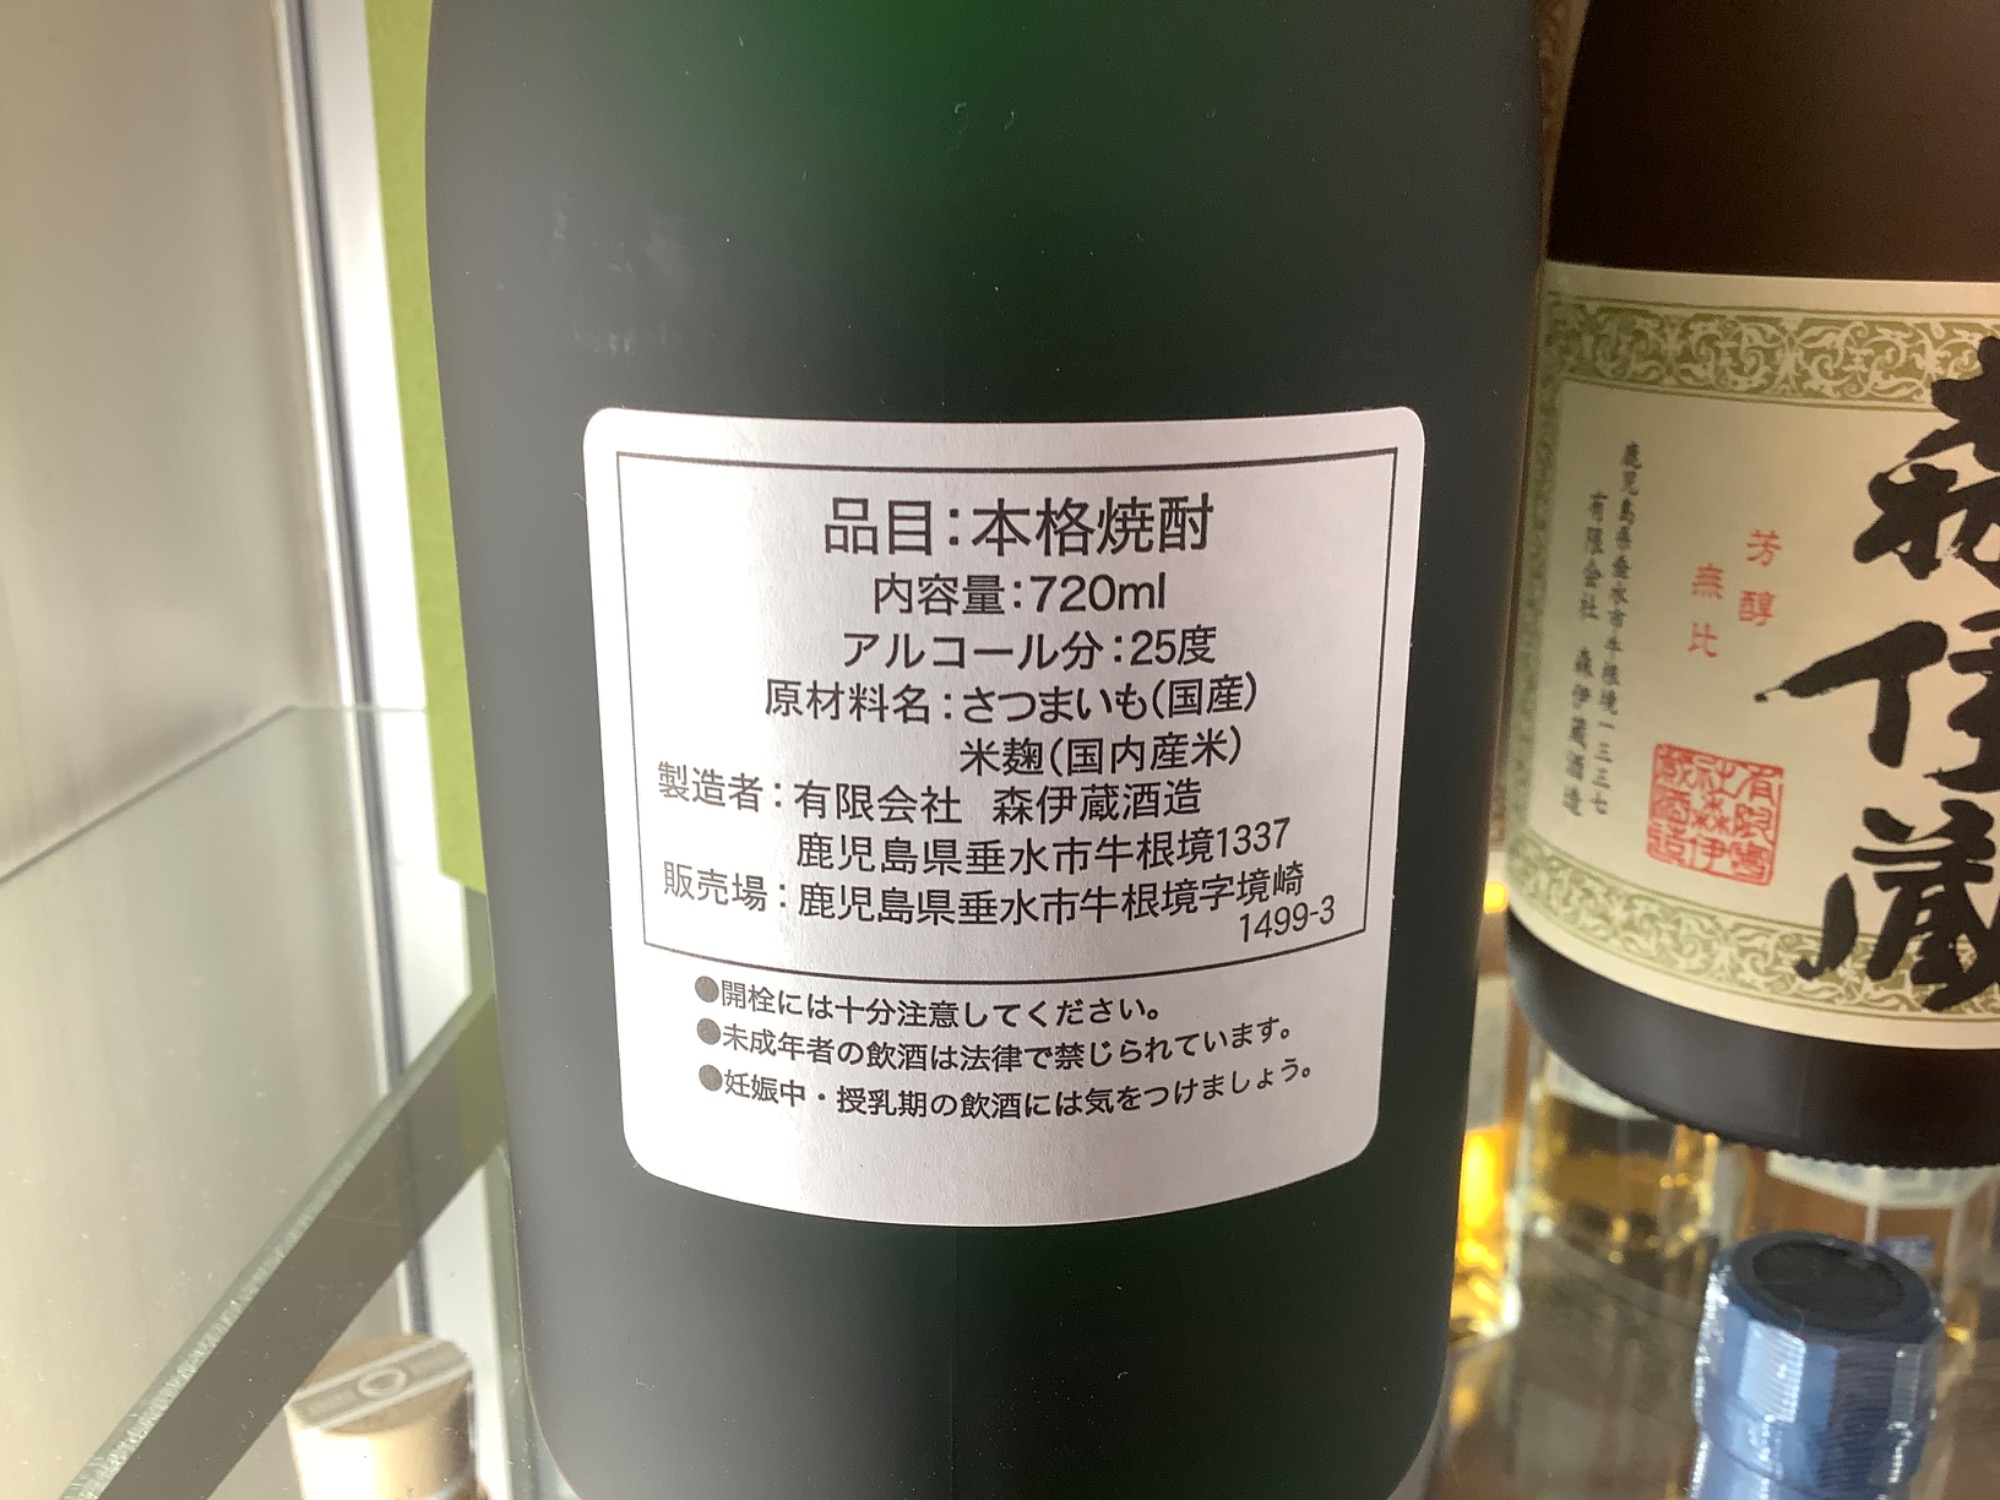 品目：本格焼酎
内容量：720ml
アルコール分：25度
原材料名：さつまいも(国産)
米麹(国内産米)
製造者：有限会社 森伊蔵酒造
鹿児島県垂水市牛根境1337
販売場：鹿児島県垂水市牛根境字境崎
1499-3
●開栓には十分注意してください。
●未成年者の飲酒は法律で禁じられています。
●妊娠中・授乳期の飲酒には気をつけましょう。
森伊蔵
芳醇
無比
鹿児島県垂水市牛根境一三三七
有限会社 森伊蔵酒造